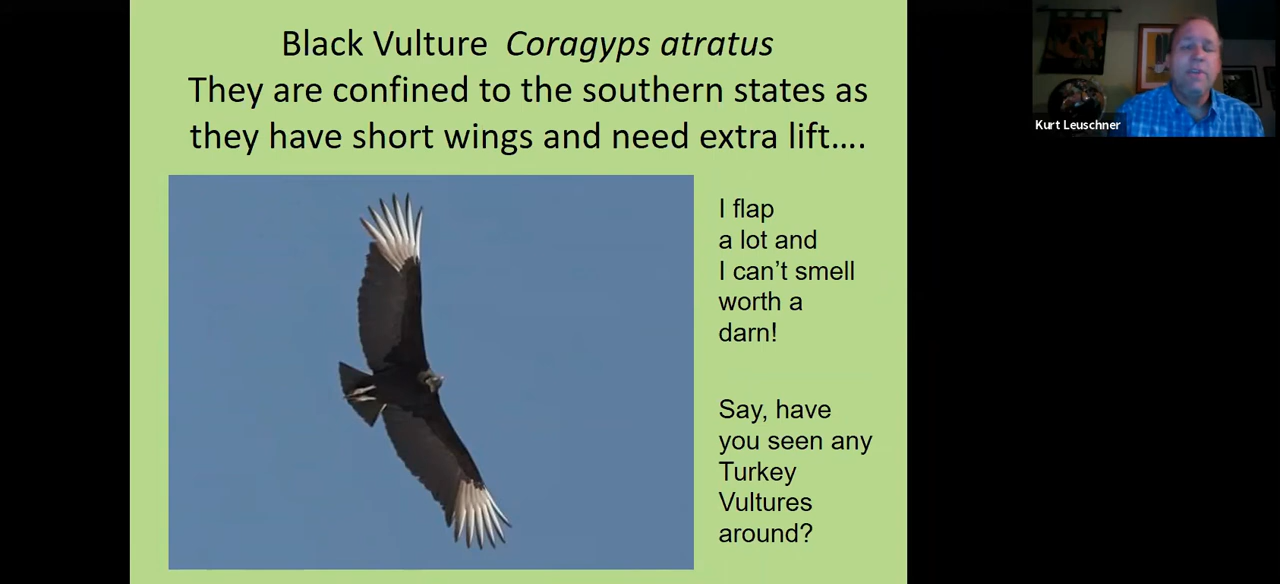 Black Vulture Coragyps atratus
They are confined to the southern states as
they have short wings and need extra lift....
I flap
a lot and
I can't smell
worth a
darn!
Say, have
you seen any
Turkey
Vultures
around?
Kurt Leuschner